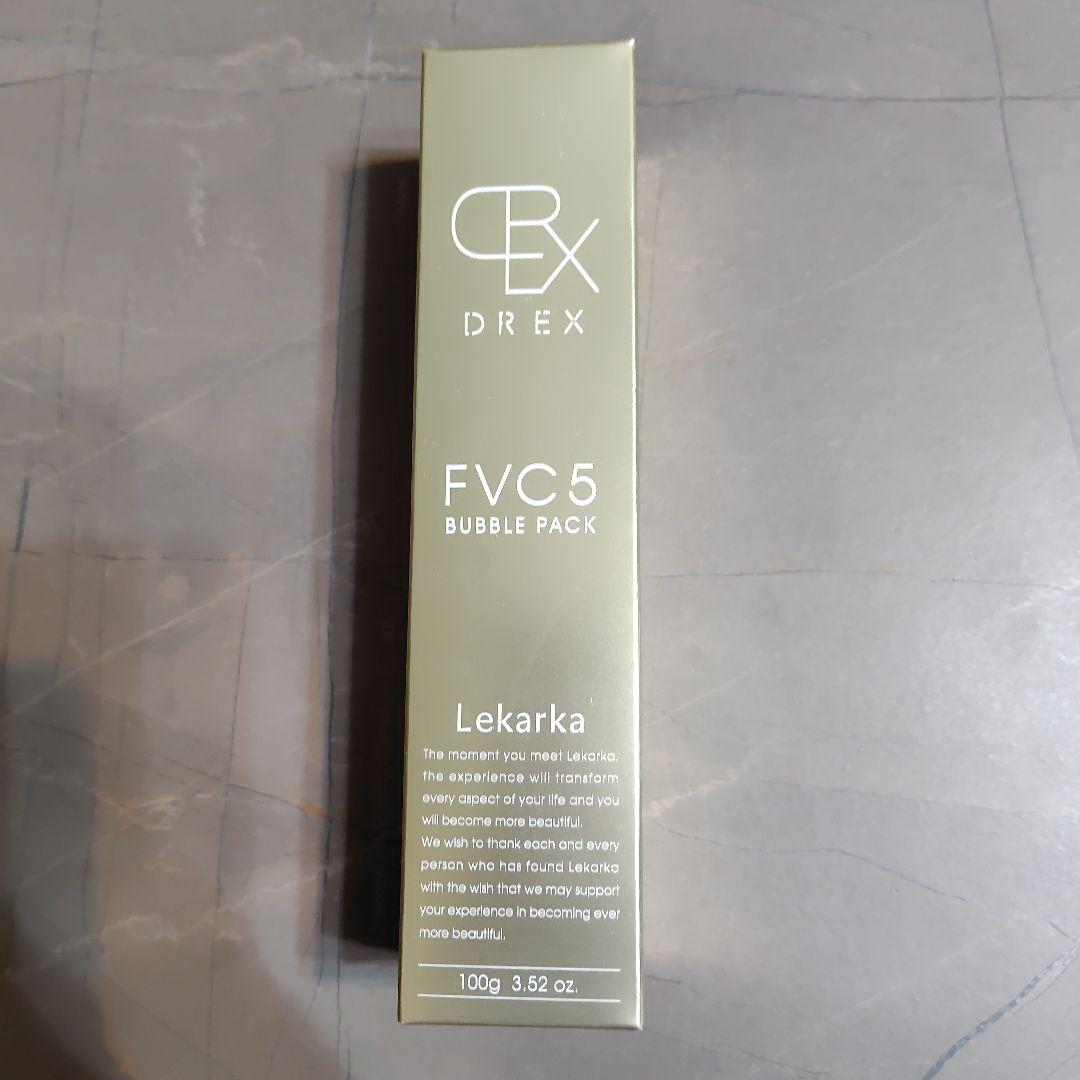 DREX
DREX
FVC5
BUBBLE PACK
Lekarka
The moment you meet Lekarka,
the experience will transform
every aspect of your life and you
will become more beautiful.
We wish to thank each and every
person who has found Lekarka
with the wish that we may support
your experience in becoming ever
more beautiful.
100g 3.52 oz.